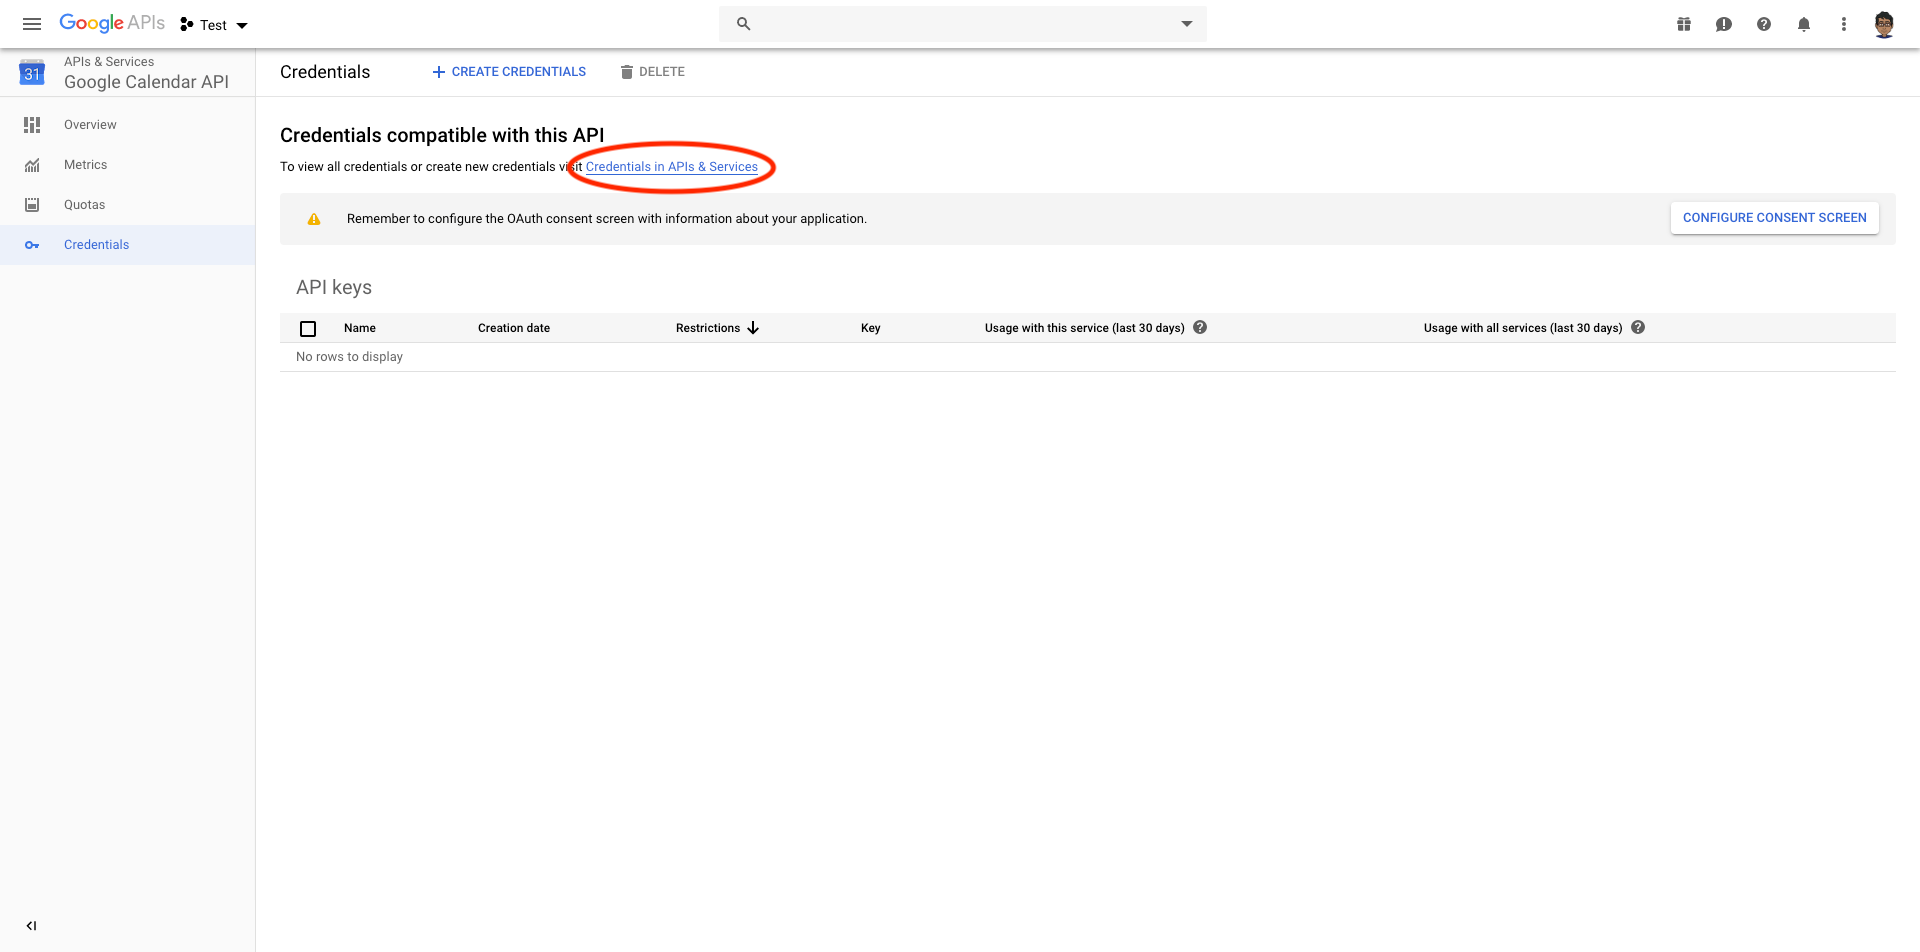 Google APIs Test
APIs & Services
31 Google Calendar API
Overview
Metrics
Quotas
Credentials
Credentials CREATE CREDENTIALS DELETE
Credentials compatible with this API
To view all credentials or create new credentials visit Credentials in APIs & Services
Remember to configure the OAuth consent screen with information about your application. CONFIGURE CONSENT SCREEN
API keys
Name Creation date Restrictions Key Usage with this service (last 30 days) Usage with all services (last 30 days)
No rows to display